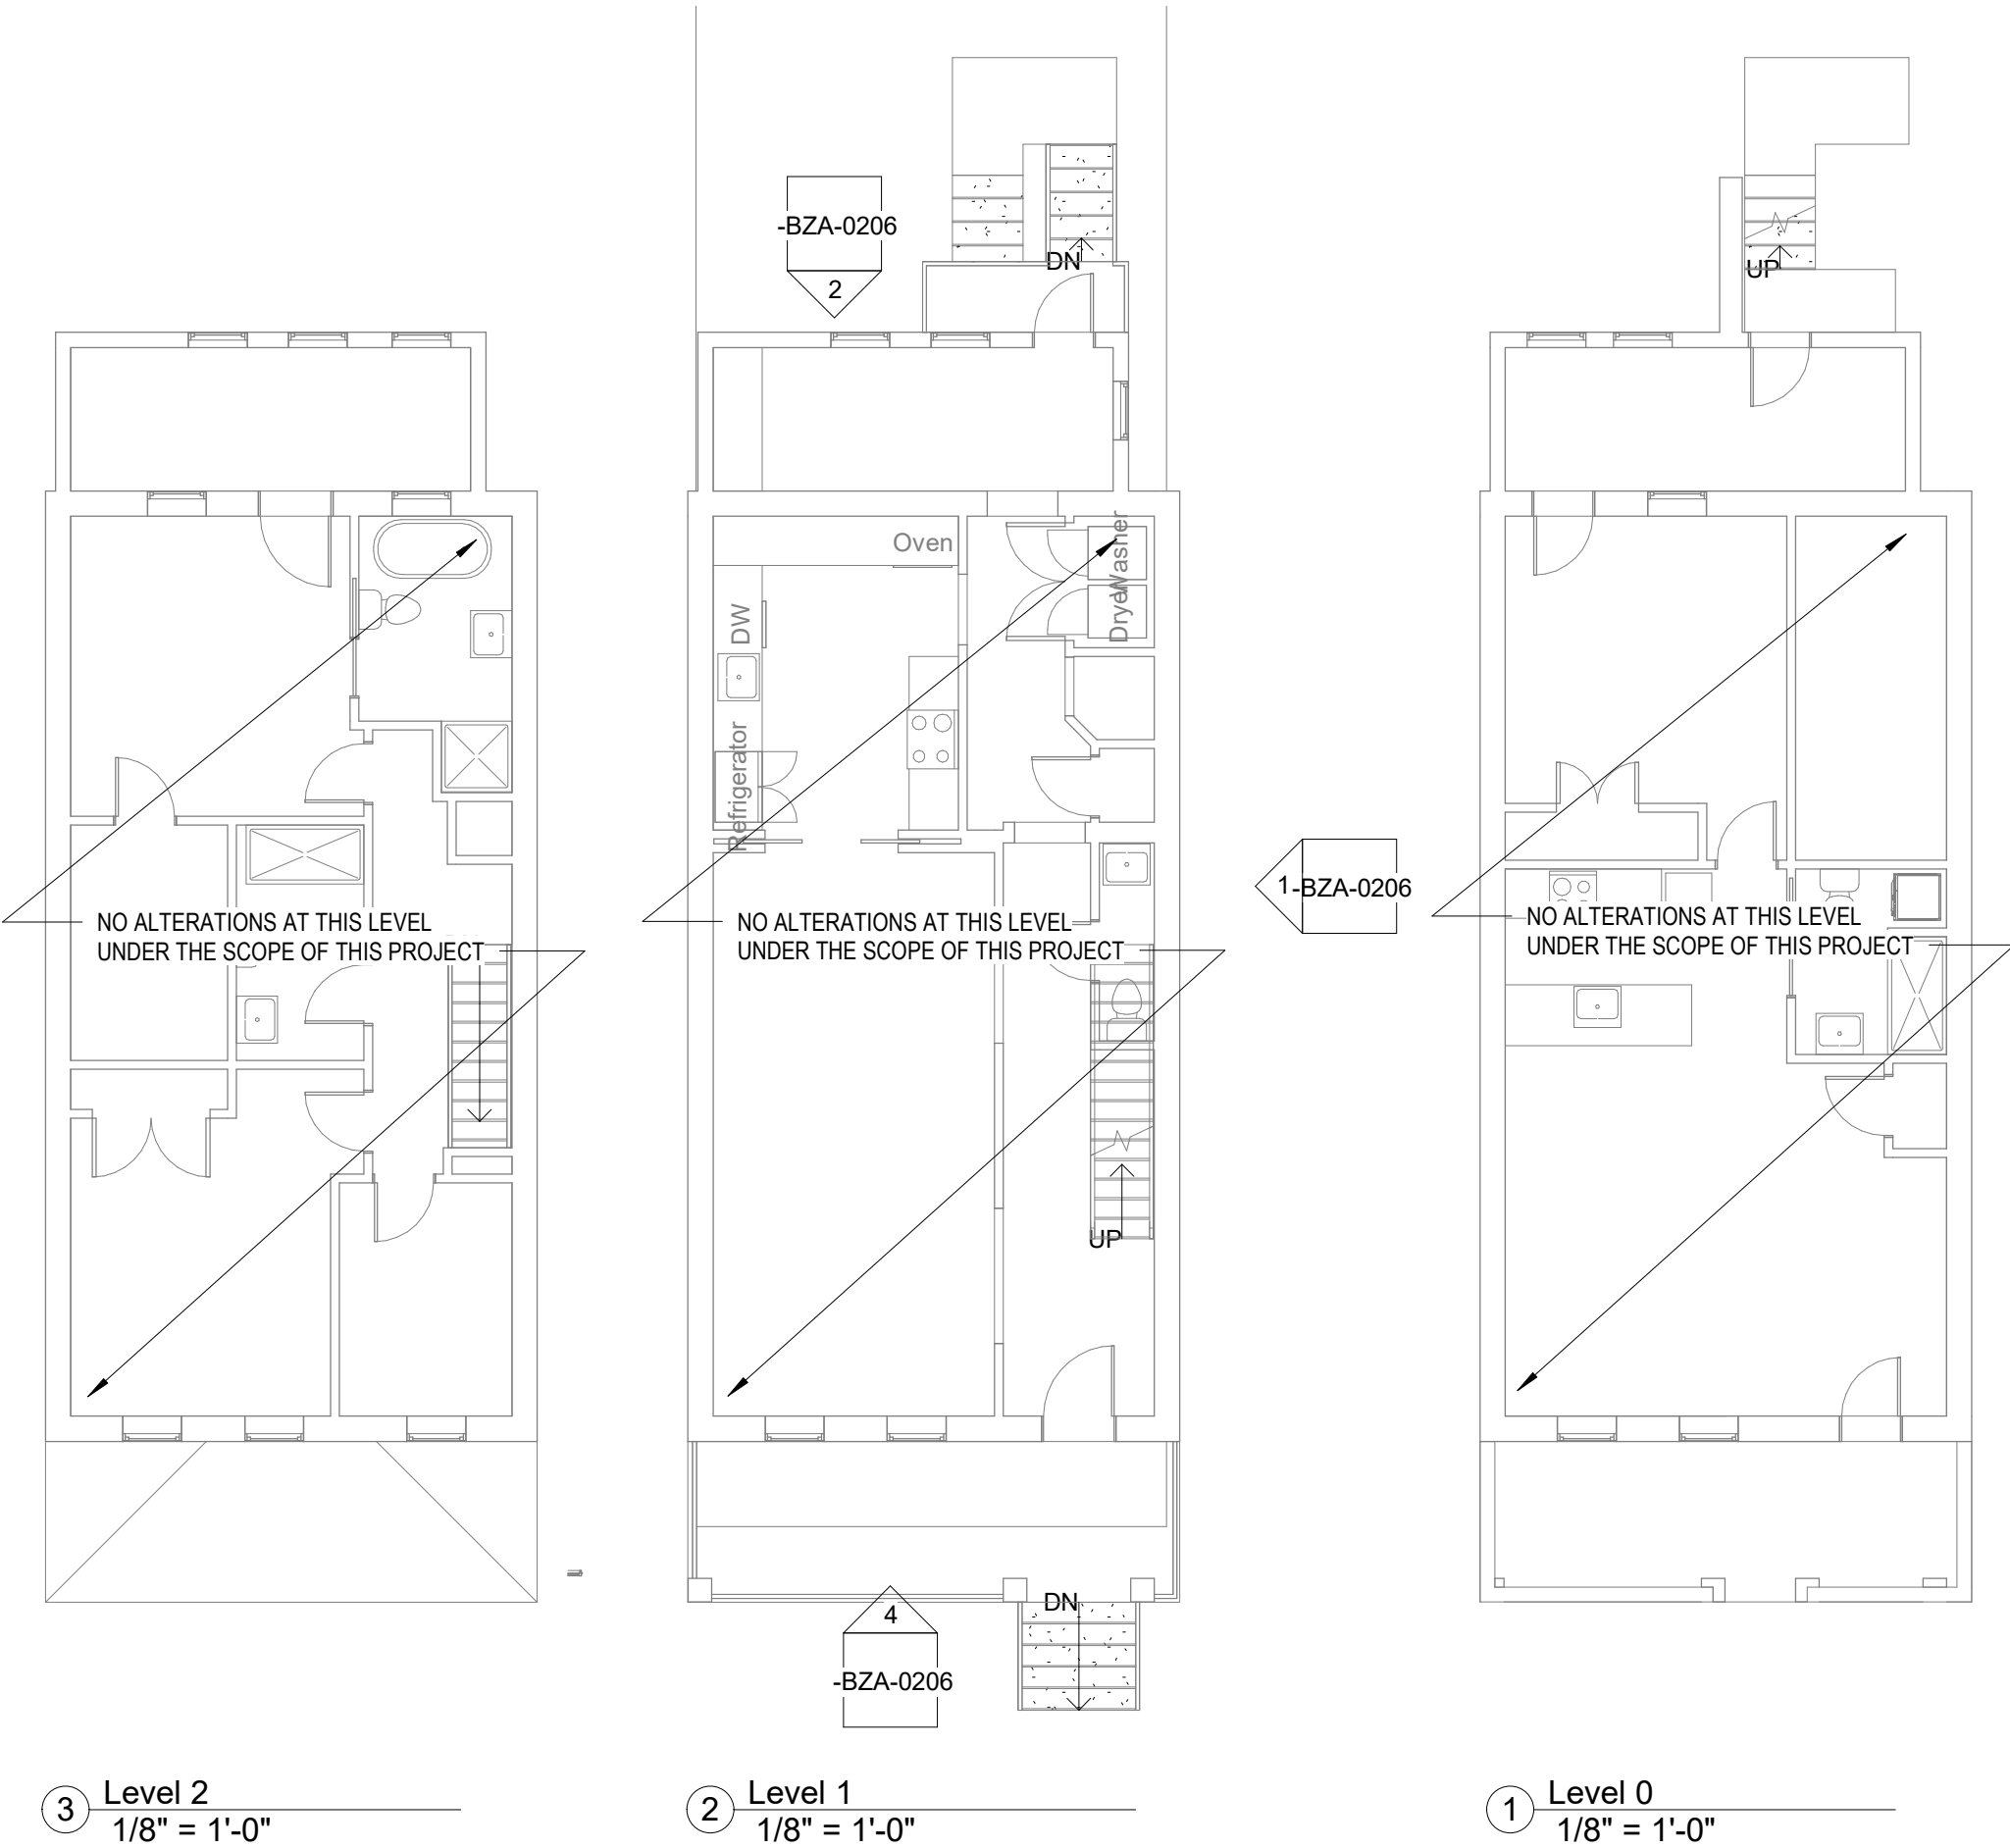 -BZA-0206
2
DN
UP
Oven
Washer
Dryer
DW
Refrigerator
1
-BZA-0206
NO ALTERATIONS AT THIS LEVEL
UNDER THE SCOPE OF THIS PROJECT
NO ALTERATIONS AT THIS LEVEL
UNDER THE SCOPE OF THIS PROJECT
NO ALTERATIONS AT THIS LEVEL
UNDER THE SCOPE OF THIS PROJECT
UP
DN
4
-BZA-0206
3
Level 2
1/8" = 1'-0"
2
Level 1
1/8" = 1'-0"
1
Level 0
1/8" = 1'-0"